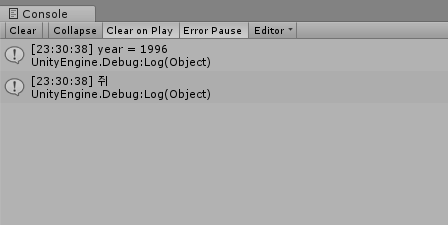 Console
Clear Collapse Clear on Play Error Pause Editor
[23:30:38] year = 1996
UnityEngine.Debug:Log(Object)
[23:30:38] 쥐
UnityEngine.Debug:Log(Object)